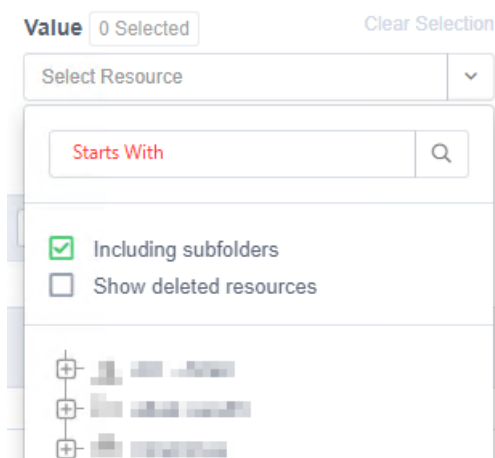 Value 0 Selected Clear Selection
Select Resource
Starts With
Including subfolders
Show deleted resources